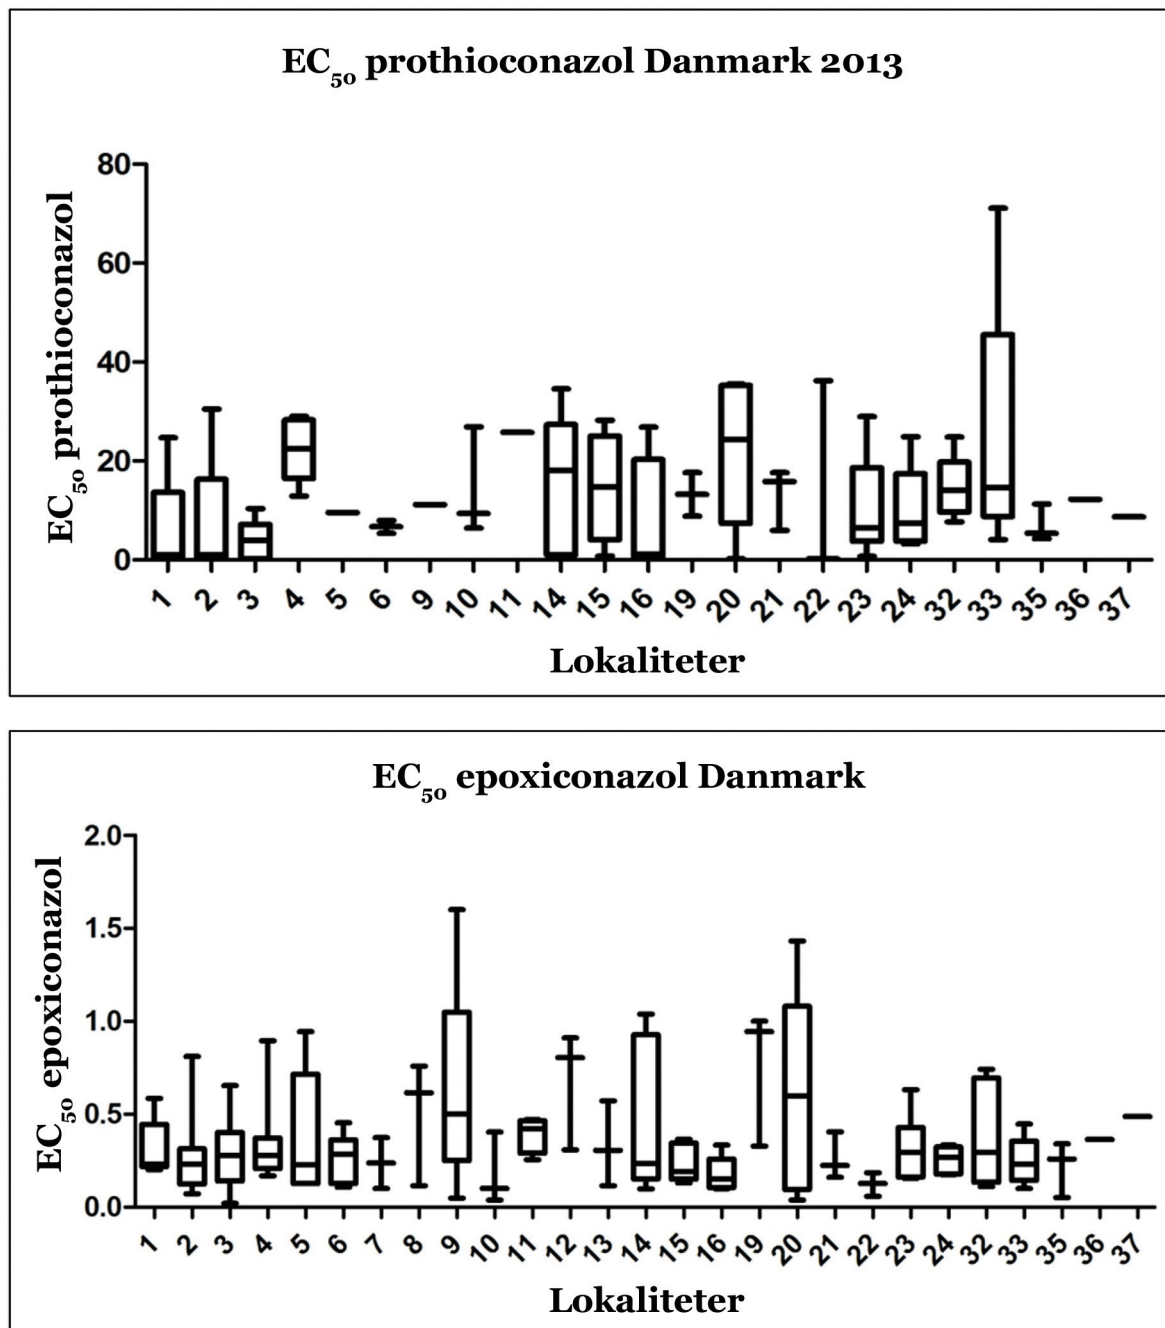 EC50 prothioconazol Danmark 2013
EC50 prothioconazol
80
60
40
20
0
1 2 3 4 5 6 9 10 11 14 15 16 19 20 21 22 23 24 32 33 35 36 37
Lokaliteter
EC50 epoxiconazol Danmark
EC50 epoxiconazol
2.0
1.5
1.0
0.5
0.0
1 2 3 4 5 6 7 8 9 10 11 12 13 14 15 16 19 20 21 22 23 24 32 33 35 36 37
Lokaliteter